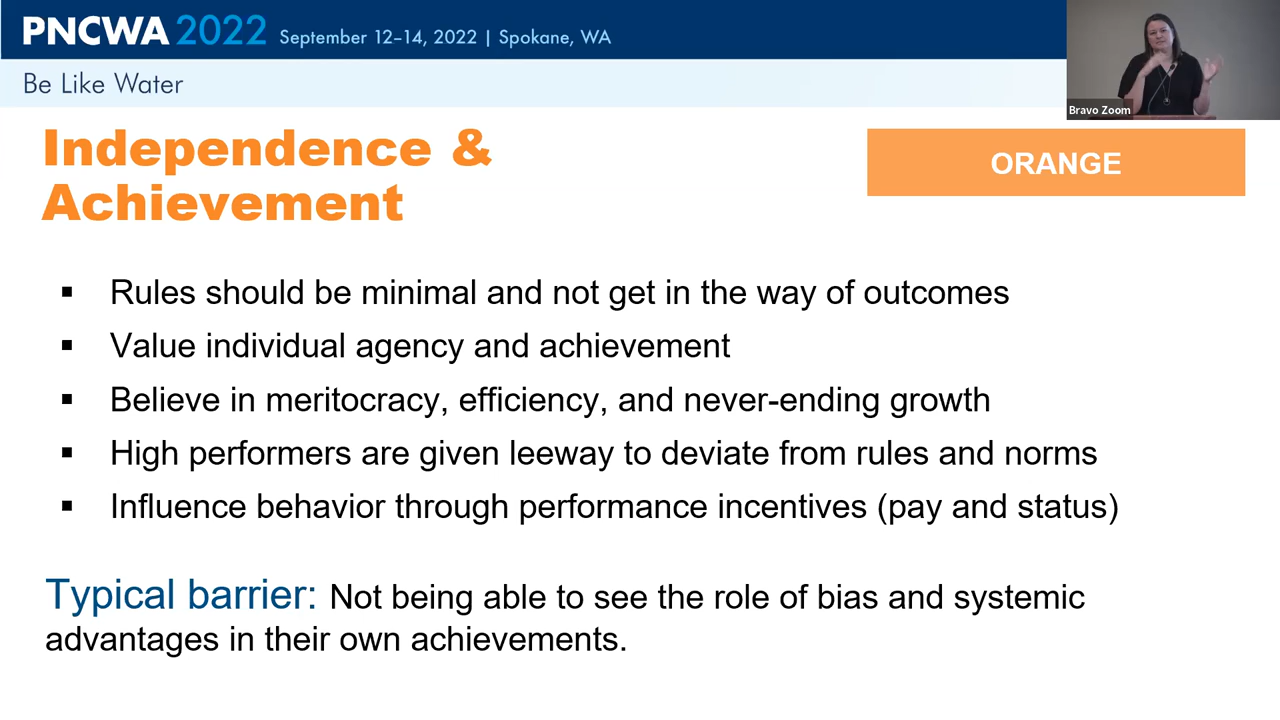 PNCWA 2022 September 12–14, 2022 | Spokane, WA
Be Like Water
Bravo Zoom
Independence &
Achievement
ORANGE
▪ Rules should be minimal and not get in the way of outcomes
▪ Value individual agency and achievement
▪ Believe in meritocracy, efficiency, and never-ending growth
▪ High performers are given leeway to deviate from rules and norms
▪ Influence behavior through performance incentives (pay and status)
Typical barrier: Not being able to see the role of bias and systemic
advantages in their own achievements.